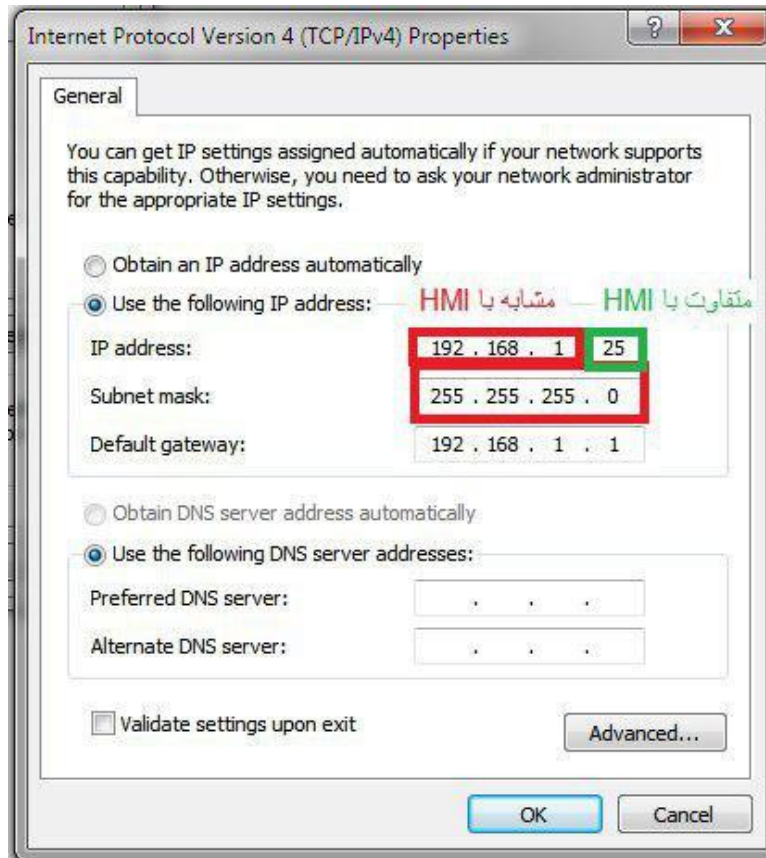 Internet Protocol Version 4 (TCP/IPv4) Properties
General
You can get IP settings assigned automatically if your network supports
this capability. Otherwise, you need to ask your network administrator
for the appropriate IP settings.
Obtain an IP address automatically
Use the following IP address:
مشابه با HMI
متفاوت با HMI
IP address: 192 . 168 . 1 25
Subnet mask: 255 . 255 . 255 . 0
Default gateway: 192 . 168 . 1 . 1
Obtain DNS server address automatically
Use the following DNS server addresses:
Preferred DNS server: . . .
Alternate DNS server: . . .
Validate settings upon exit
Advanced...
OK
Cancel